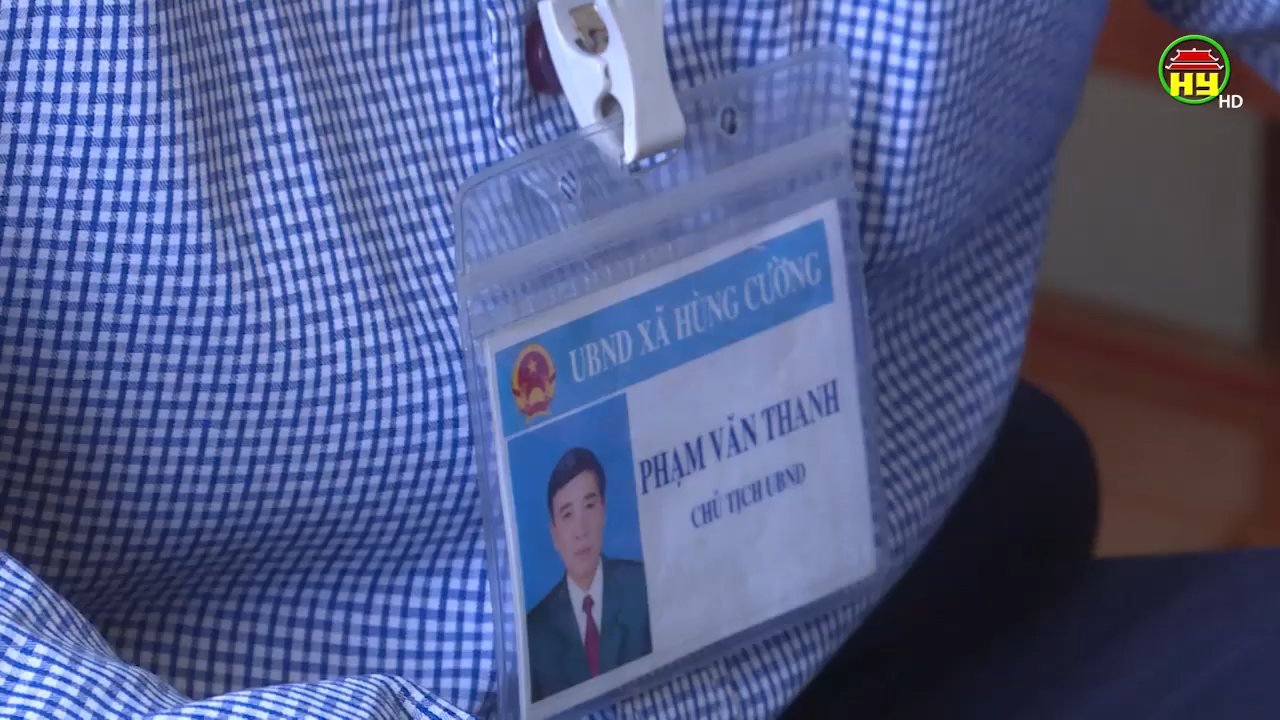 HY
HD
UBND XÃ HÙNG CƯỜNG
PHẠM VĂN THANH
CHỦ TỊCH UBND